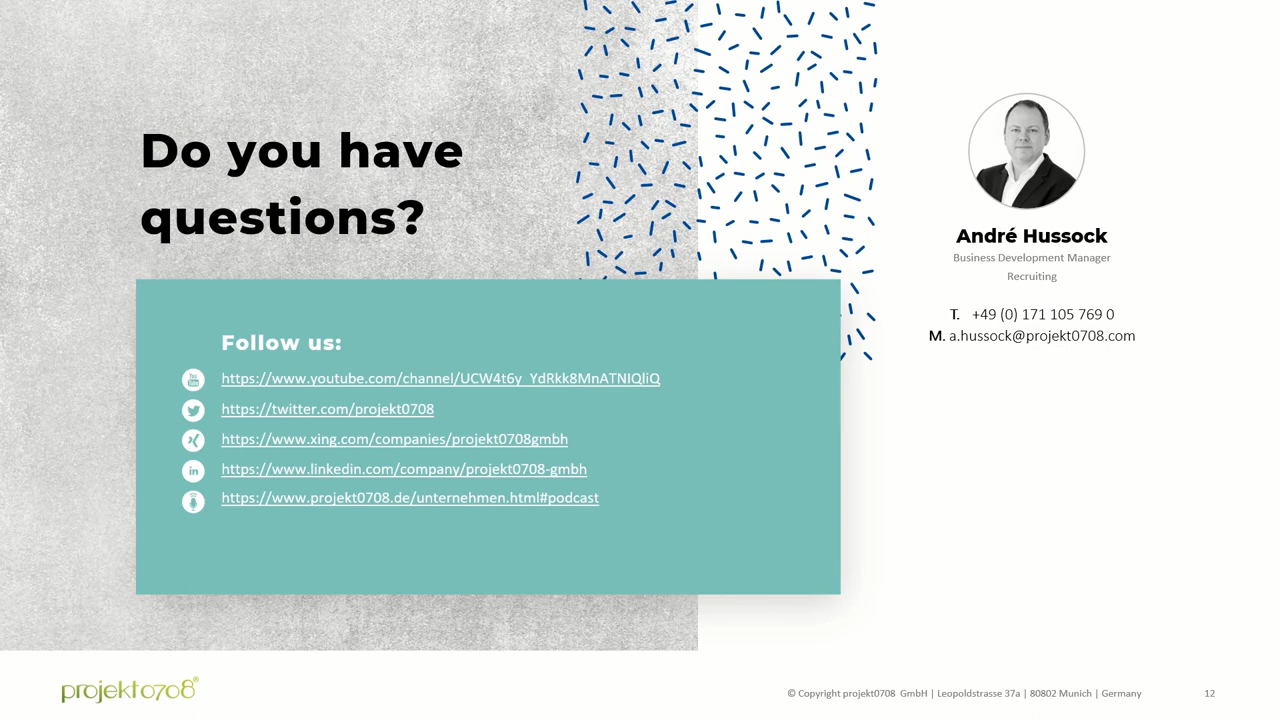 Do you have
questions?
Follow us:
https://www.youtube.com/channel/UCW4t6y_YdRkk8MnATNIQliQ
https://twitter.com/projekt0708
https://www.xing.com/companies/projekt0708gmbh
https://www.linkedin.com/company/projekt0708-gmbh
https://www.projekt0708.de/unternehmen.html#podcast
André Hussock
Business Development Manager
Recruiting
T. +49 (0) 171 105 769 0
M. a.hussock@projekt0708.com
projekt0708®
© Copyright projekt0708 GmbH | Leopoldstrasse 37a | 80802 Munich | Germany
12